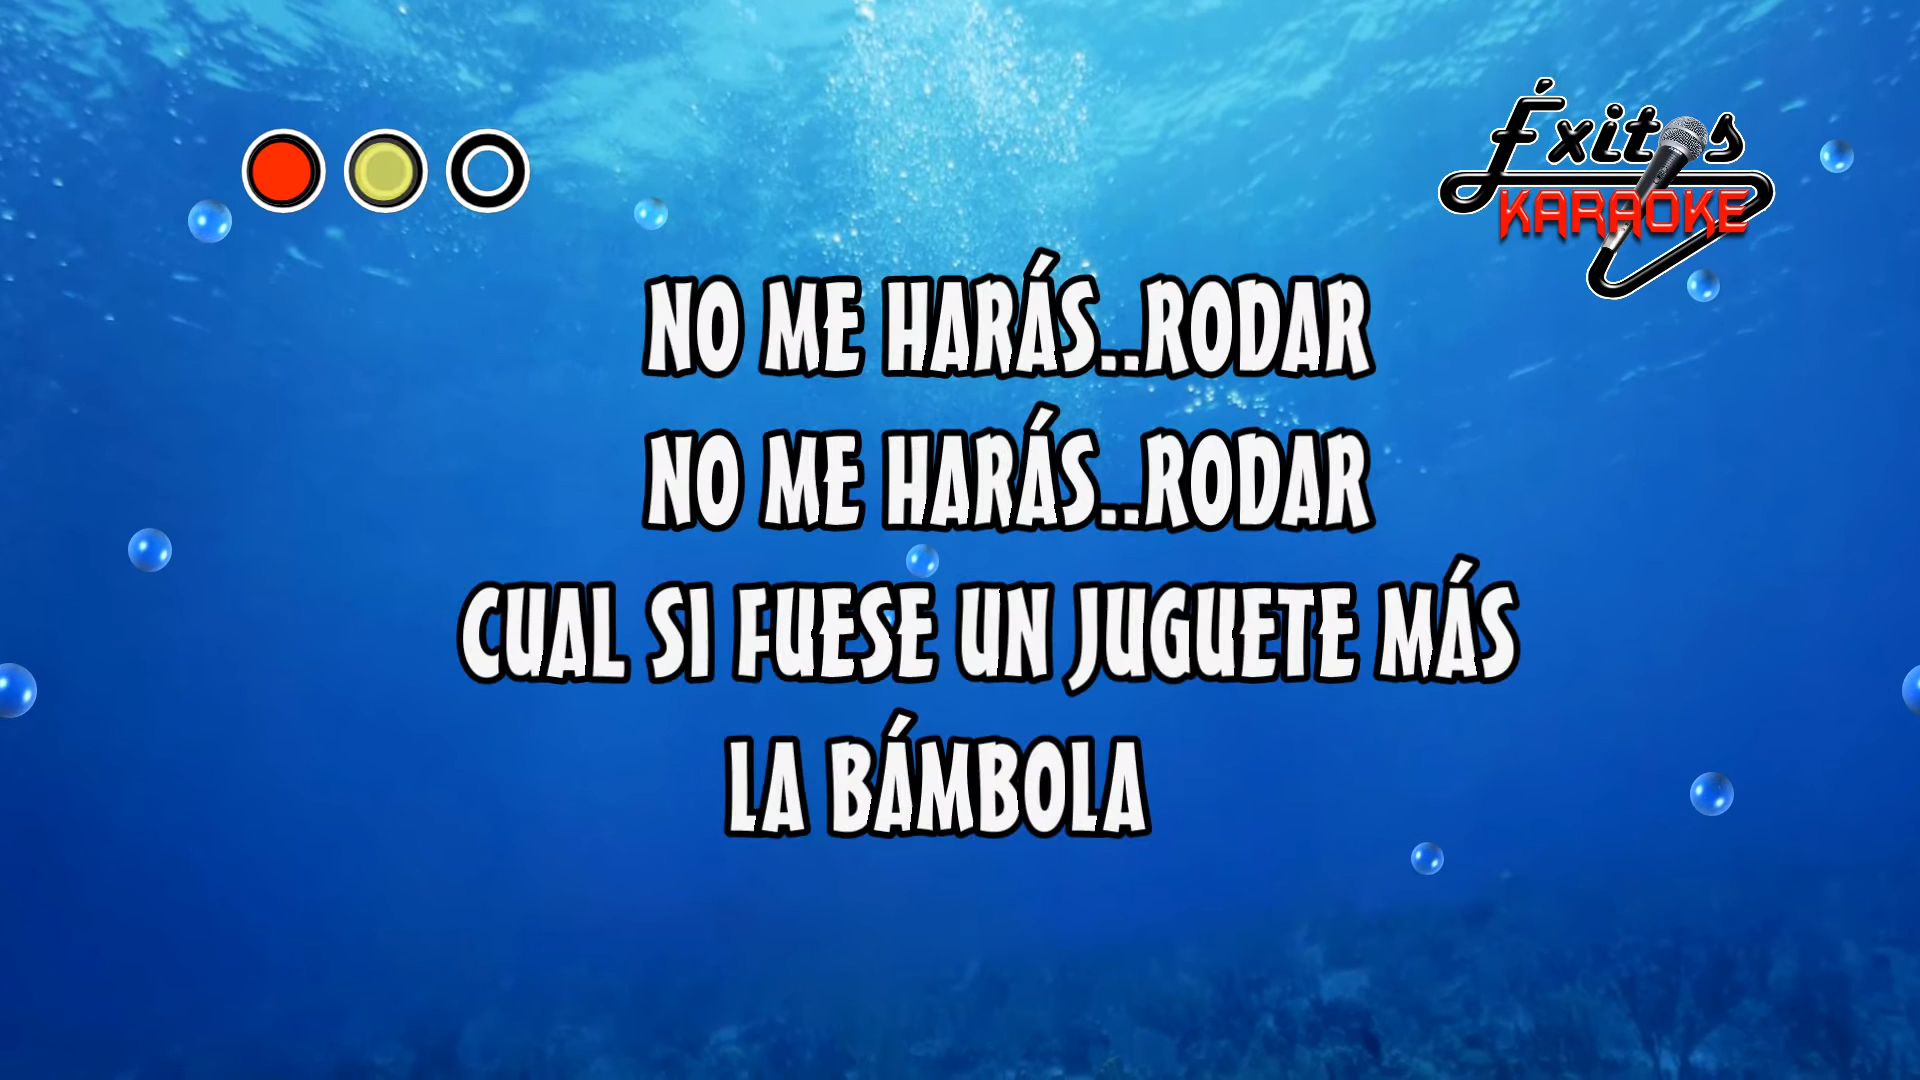 Éxitos
KARAOKE
NO ME HARÁS..RODAR
NO ME HARÁS..RODAR
CUAL SI FUESE UN JUGUETE MÁS
LA BÁMBOLA